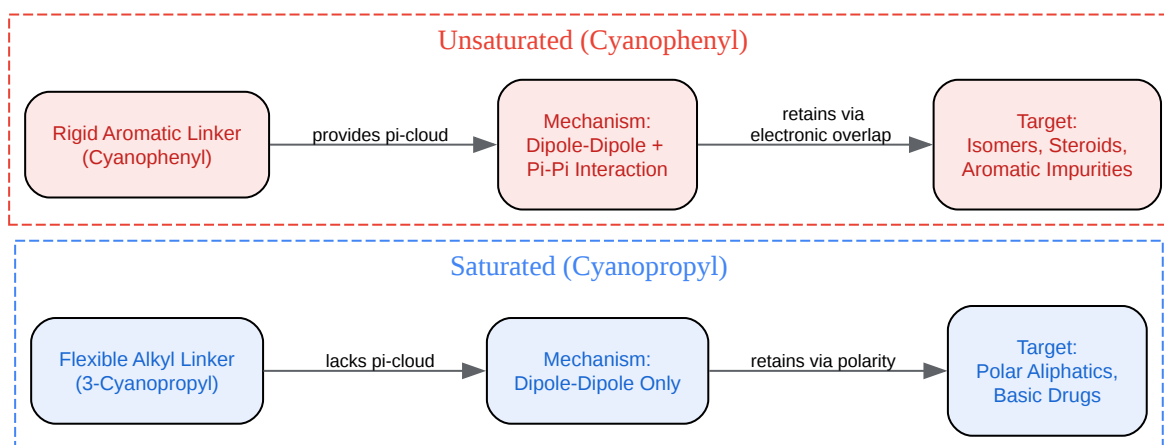 Unsaturated (Cyanophenyl)
Rigid Aromatic Linker
(Cyanophenyl)
provides pi-cloud
Mechanism:
Dipole-Dipole +
Pi-Pi Interaction
retains via
electronic overlap
Target:
Isomers, Steroids,
Aromatic Impurities
Saturated (Cyanopropyl)
Flexible Alkyl Linker
(3-Cyanopropyl)
lacks pi-cloud
Mechanism:
Dipole-Dipole Only
retains via polarity
Target:
Polar Aliphatics,
Basic Drugs